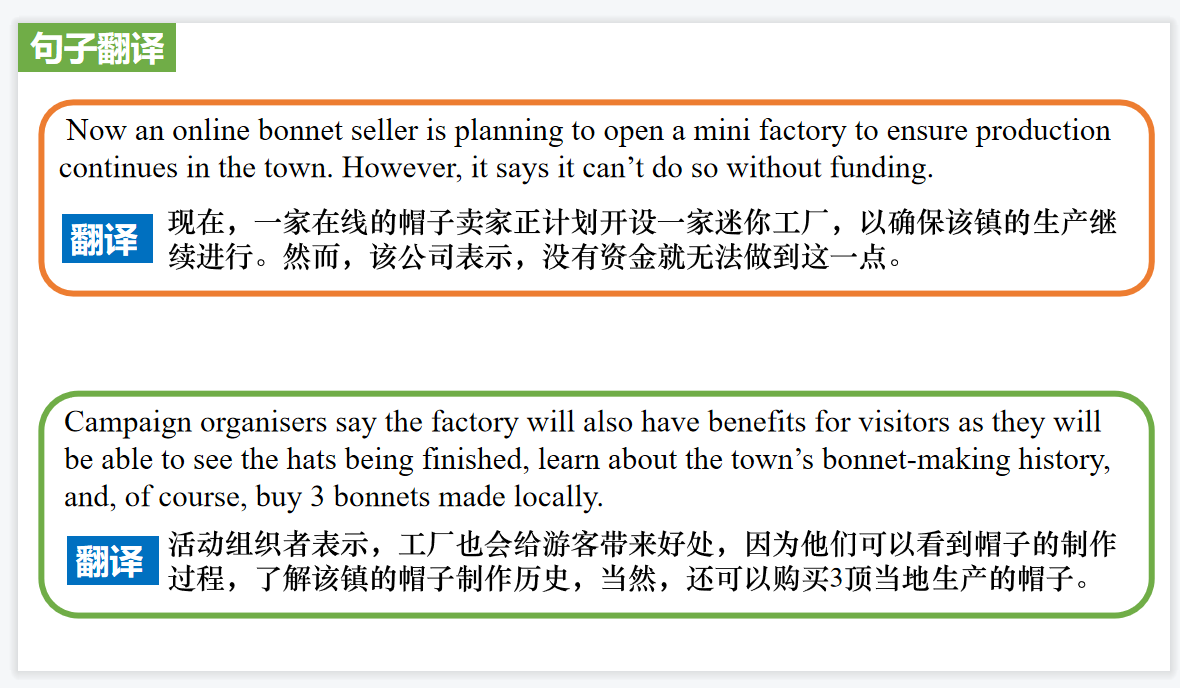 句子翻译
Now an online bonnet seller is planning to open a mini factory to ensure production
continues in the town. However, it says it can’t do so without funding.
翻译
现在，一家在线的帽子卖家正计划开设一家迷你工厂，以确保该镇的生产继
续进行。然而，该公司表示，没有资金就无法做到这一点。
Campaign organisers say the factory will also have benefits for visitors as they will
be able to see the hats being finished, learn about the town’s bonnet-making history,
and, of course, buy 3 bonnets made locally.
翻译
活动组织者表示，工厂也会给游客带来好处，因为他们可以看到帽子的制作
过程，了解该镇的帽子制作历史，当然，还可以购买3顶当地生产的帽子。